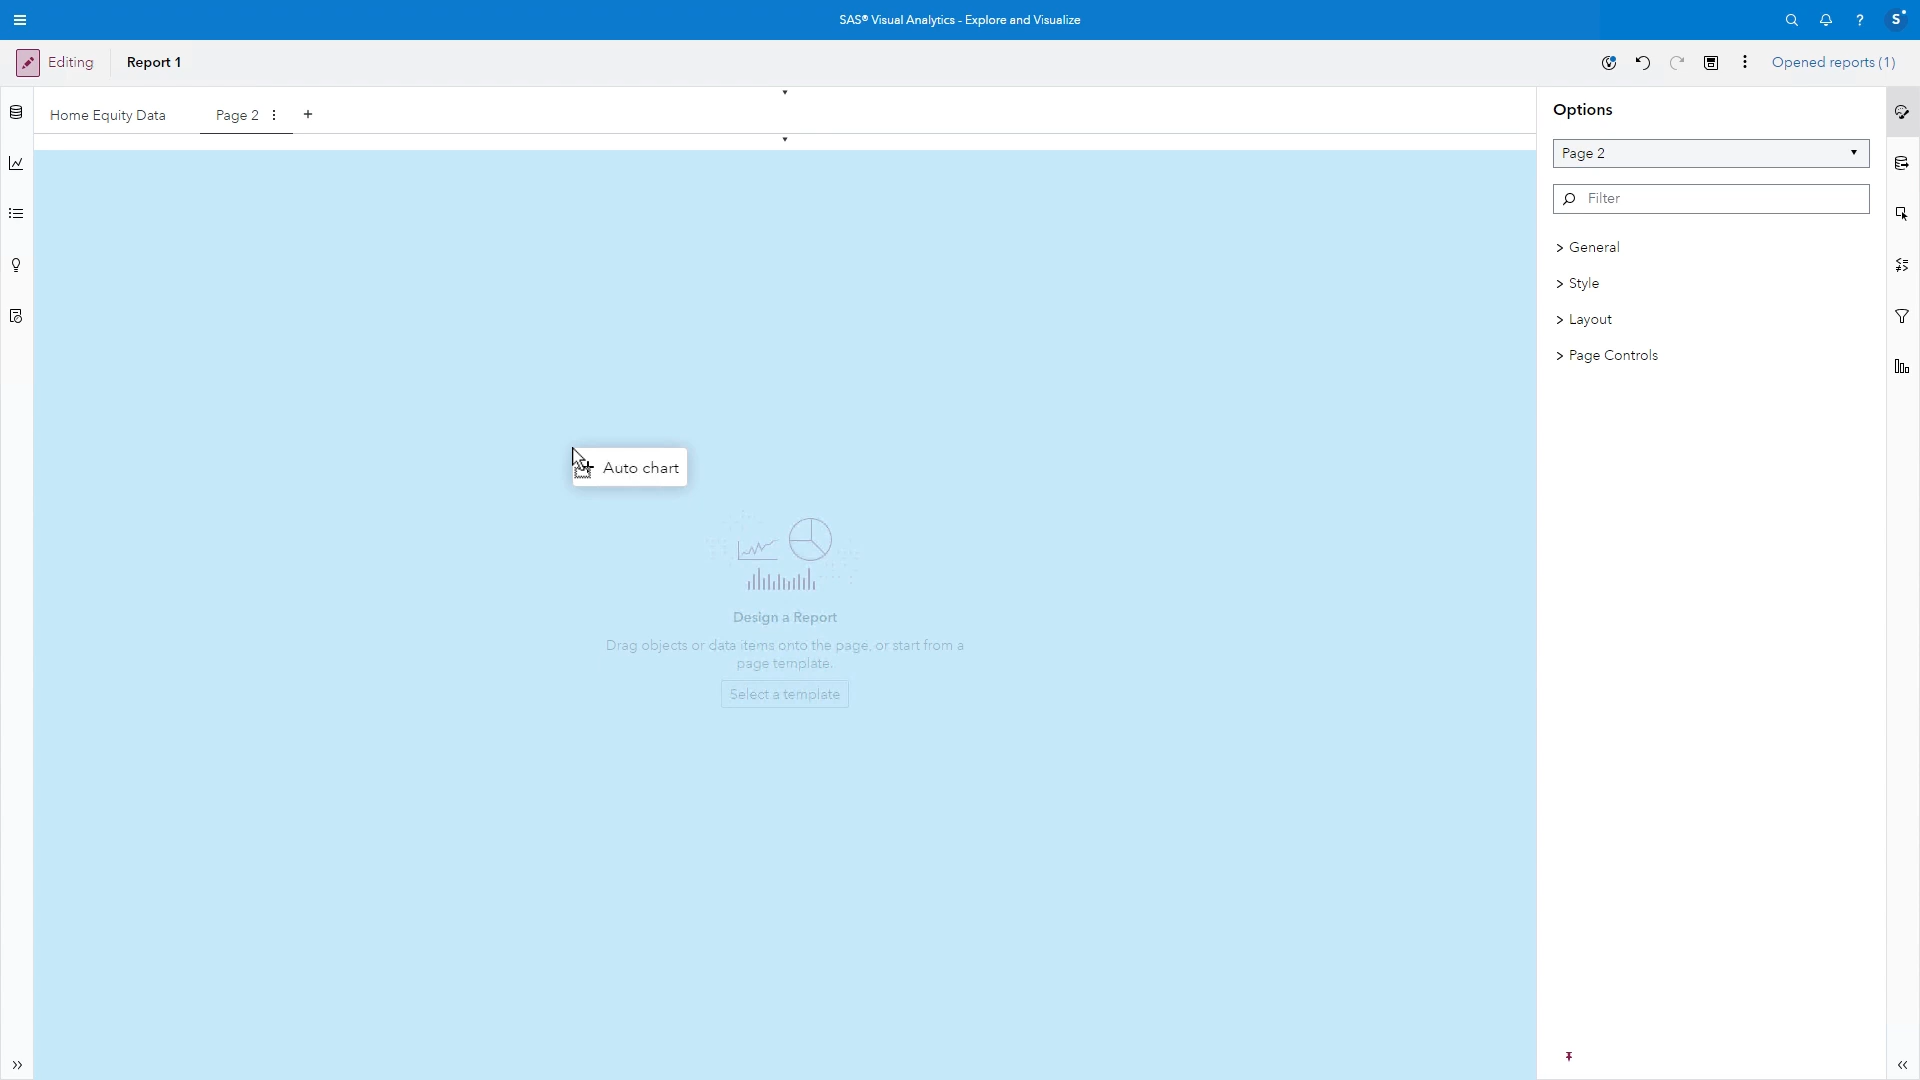 SAS® Visual Analytics - Explore and Visualize
S
Editing
Report 1
Opened reports (1)
Home Equity Data
Page 2
Options
Page 2
Filter
General
Style
Layout
Page Controls
Auto chart
Design a Report
Drag objects or data items onto the page, or start from a
page template.
Select a template